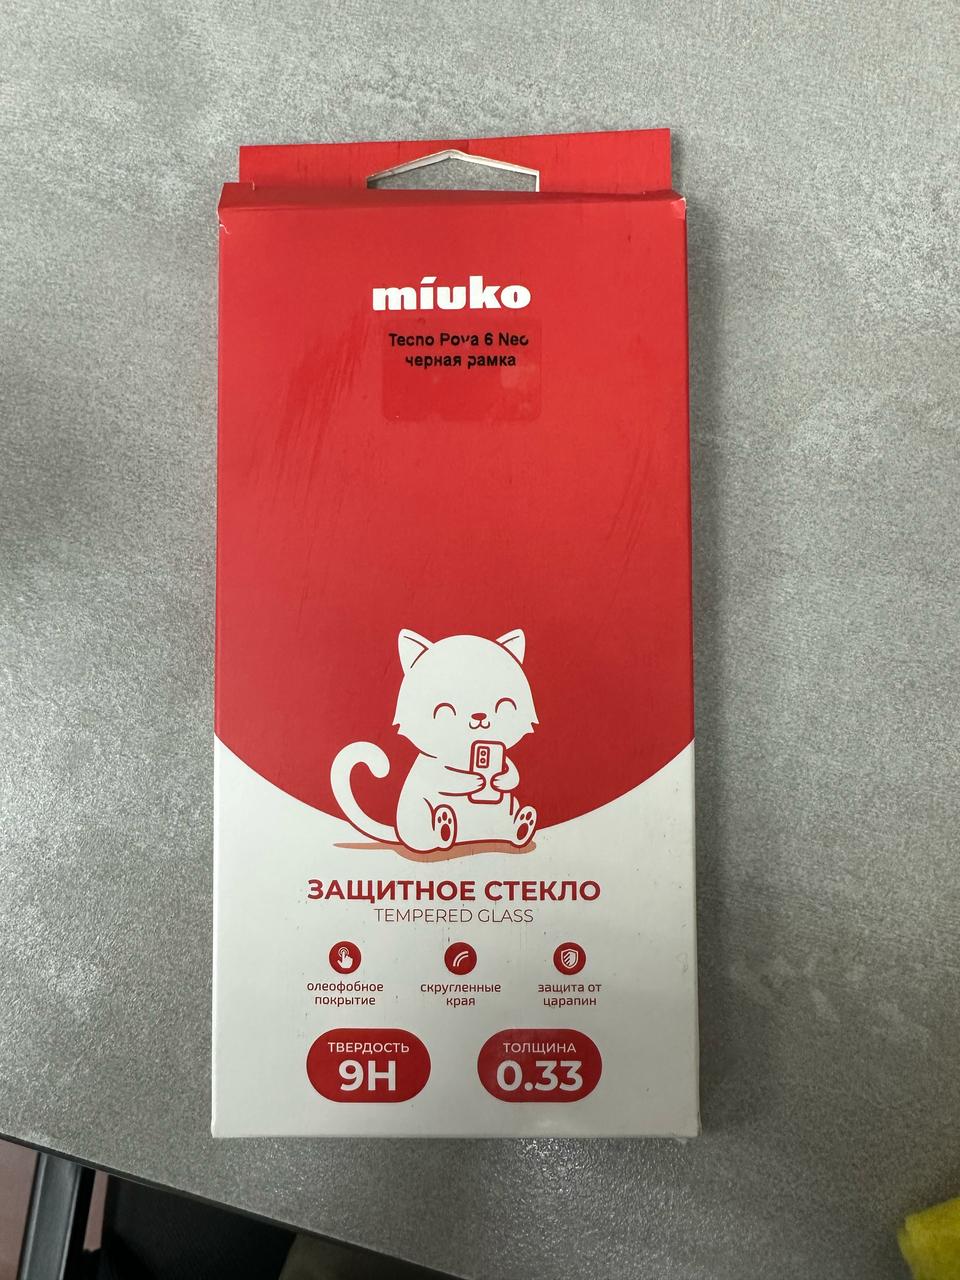 míuko
Tecno Pova 6 Neo
черная рамка
ЗАЩИТНОЕ СТЕКЛО
TEMPERED GLASS
олеофобное покрытие
скругленные края
защита от царапин
ТВЕРДОСТЬ
9H
ТОЛЩИНА
0.33